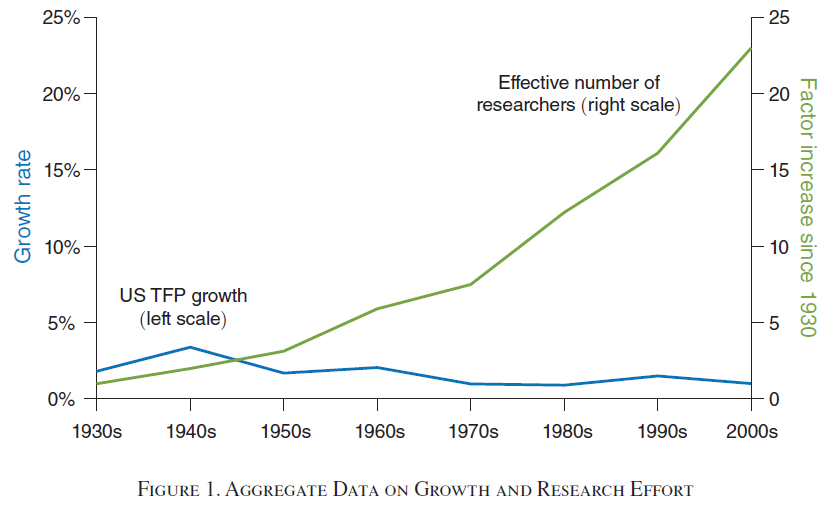 25%
20%
15%
10%
5%
0%
Growth rate
25
20
15
10
5
0
Factor increase since 1930
Effective number of
researchers (right scale)
US TFP growth
(left scale)
1930s 1940s 1950s 1960s 1970s 1980s 1990s 2000s
FIGURE 1. AGGREGATE DATA ON GROWTH AND RESEARCH EFFORT